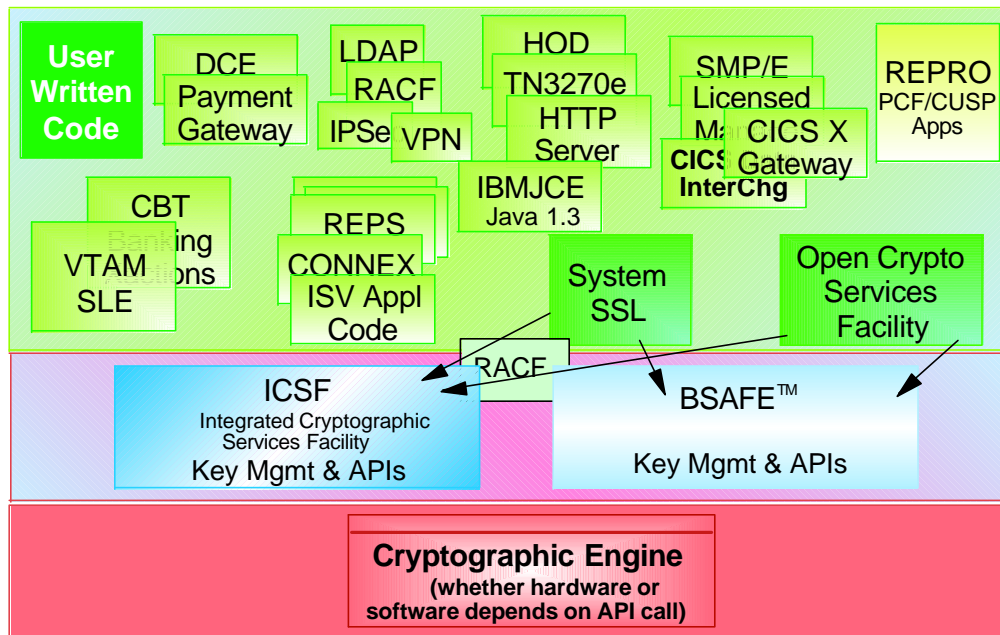 User
Written
Code
DCE
Payment
Gateway
LDAP
RACF
IPSec
VPN
HOD
TN3270e
HTTP
Server
IBMJCE
Java 1.3
SMP/E
Licensed
CICS X
Gateway
CICS
InterChg
REPRO
PCF/CUSP
Apps
CBT
Banking
VTAM
SLE
REPS
CONNEX
ISV Appl
Code
System
SSL
Open Crypto
Services
Facility
RACF
ICSF
Integrated Cryptographic
Services Facility
Key Mgmt & APIs
BSAFE™
Key Mgmt & APIs
Cryptographic Engine
(whether hardware or
software depends on API call)